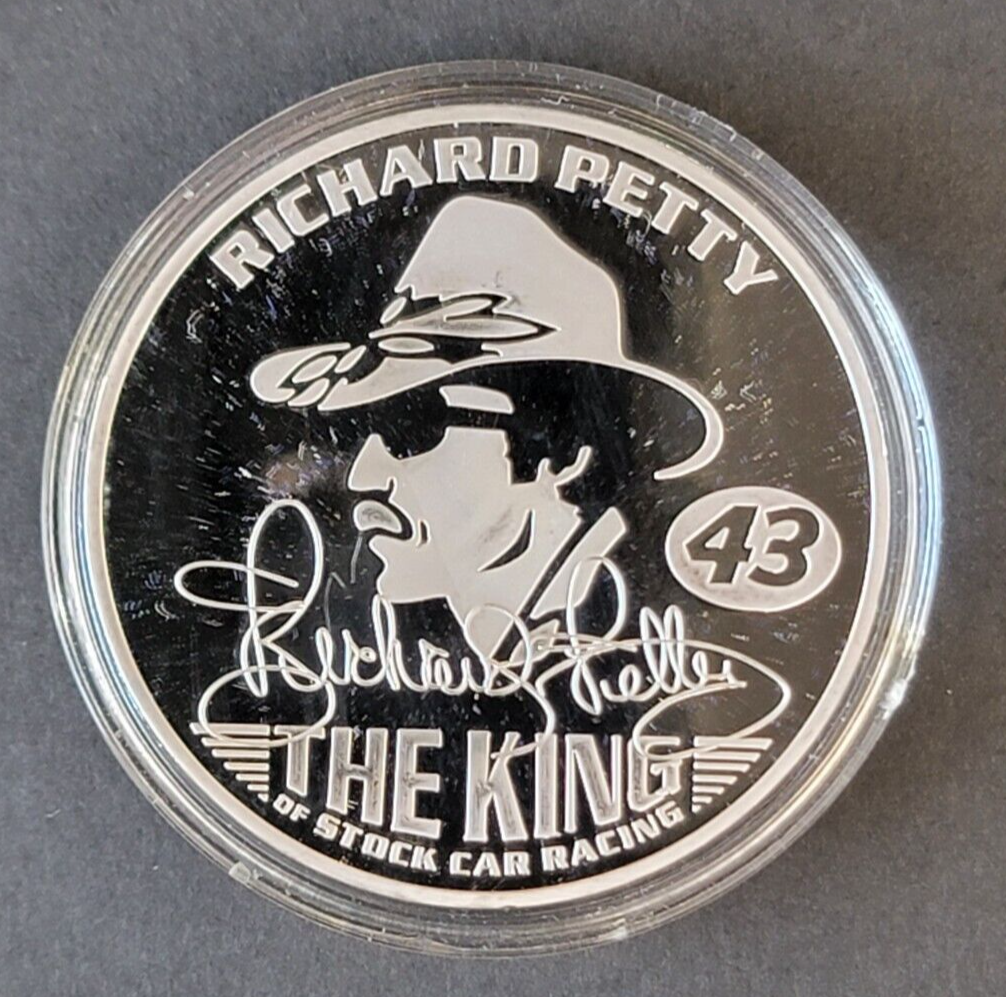 RICHARD PETTY
43
Richard Petty
THE KING
OF STOCK CAR RACING